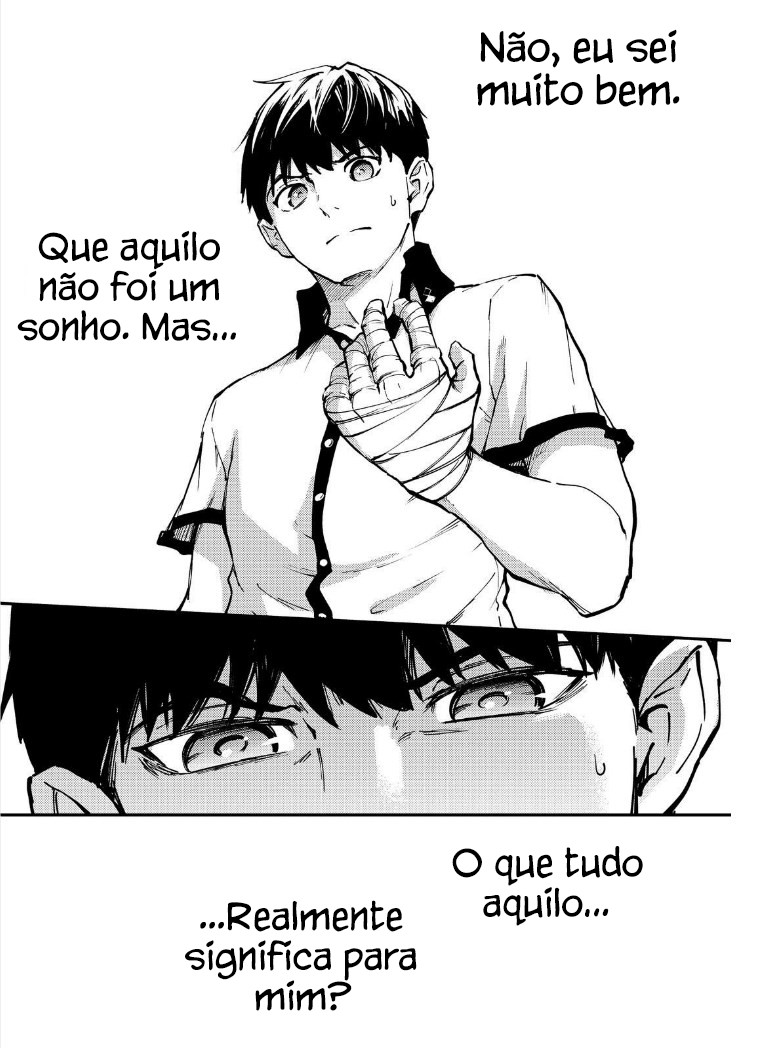 Não, eu sei
muito bem.
Que aquilo
não foi um
sonho. Mas...
O que tudo
aquilo...
...Realmente
significa para
mim?